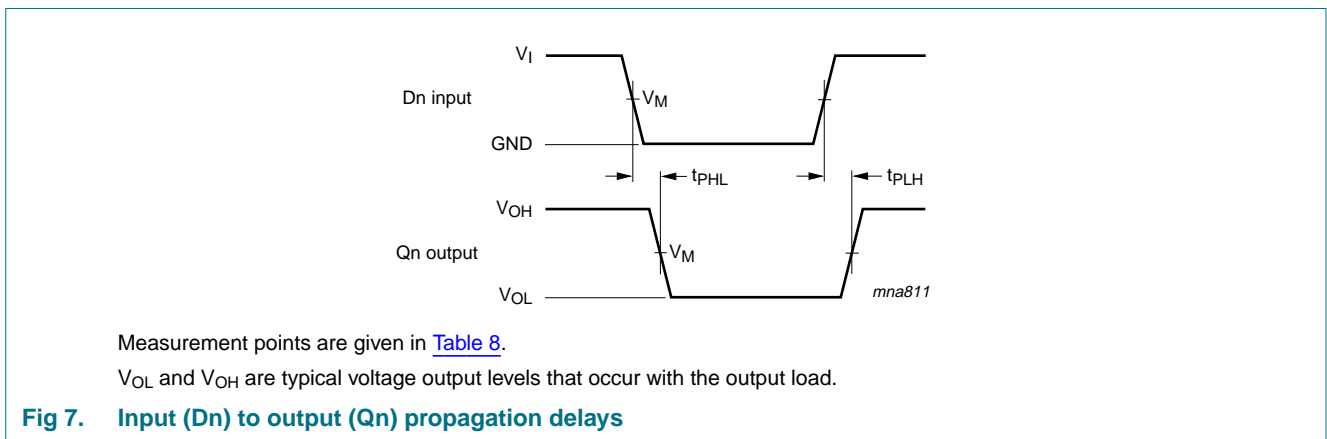 VI
Dn input
VM
GND
tPHL
tPLH
VOH
Qn output
VM
VOL
mna811
Measurement points are given in Table 8.
VOL and VOH are typical voltage output levels that occur with the output load.
Fig 7. Input (Dn) to output (Qn) propagation delays